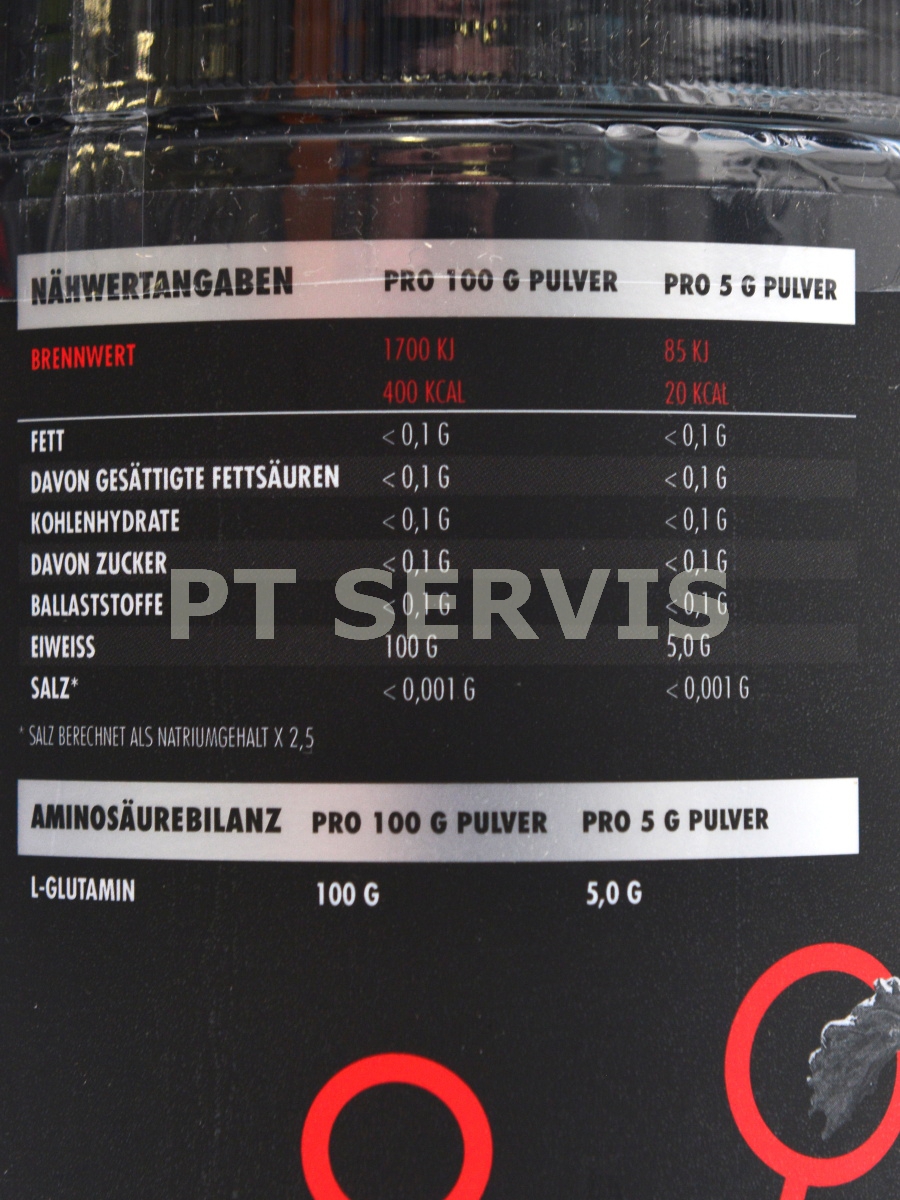 NÄHWERTANGABEN PRO 100 G PULVER PRO 5 G PULVER
BRENNWERT 1700 KJ 85 KJ
400 KCAL 20 KCAL
FETT < 0,1 G < 0,1 G
DAVON GESÄTTIGTE FETTSÄUREN < 0,1 G < 0,1 G
KOHLENHYDRATE < 0,1 G < 0,1 G
DAVON ZUCKER < 0,1 G < 0,1 G
BALLASTSTOFFE < 0,1 G < 0,1 G
PT SERVIS
EIWEISS 100 G 5,0 G
SALZ* < 0,001 G < 0,001 G
* SALZ BERECHNET ALS NATRIUMGEHALT X 2,5
AMINOSÄUREBILANZ PRO 100 G PULVER PRO 5 G PULVER
L-GLUTAMIN 100 G 5,0 G